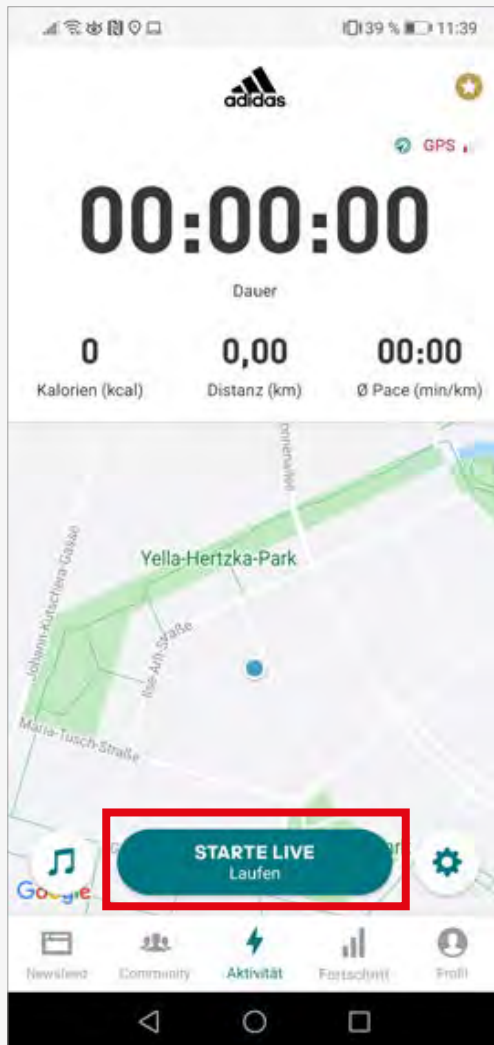 39 % 11:39
adidas
GPS
00:00:00
Dauer
0 0,00 00:00
Kalorien (kcal) Distanz (km) Ø Pace (min/km)
Yella-Hertzka-Park
Johann-Kutschera-Gasse
Ilse-Arlt-Straße
Maria-Tusch-Straße
STARTE LIVE
Laufen
Google
Newsfeed Community Aktivität Fortschritt Profil